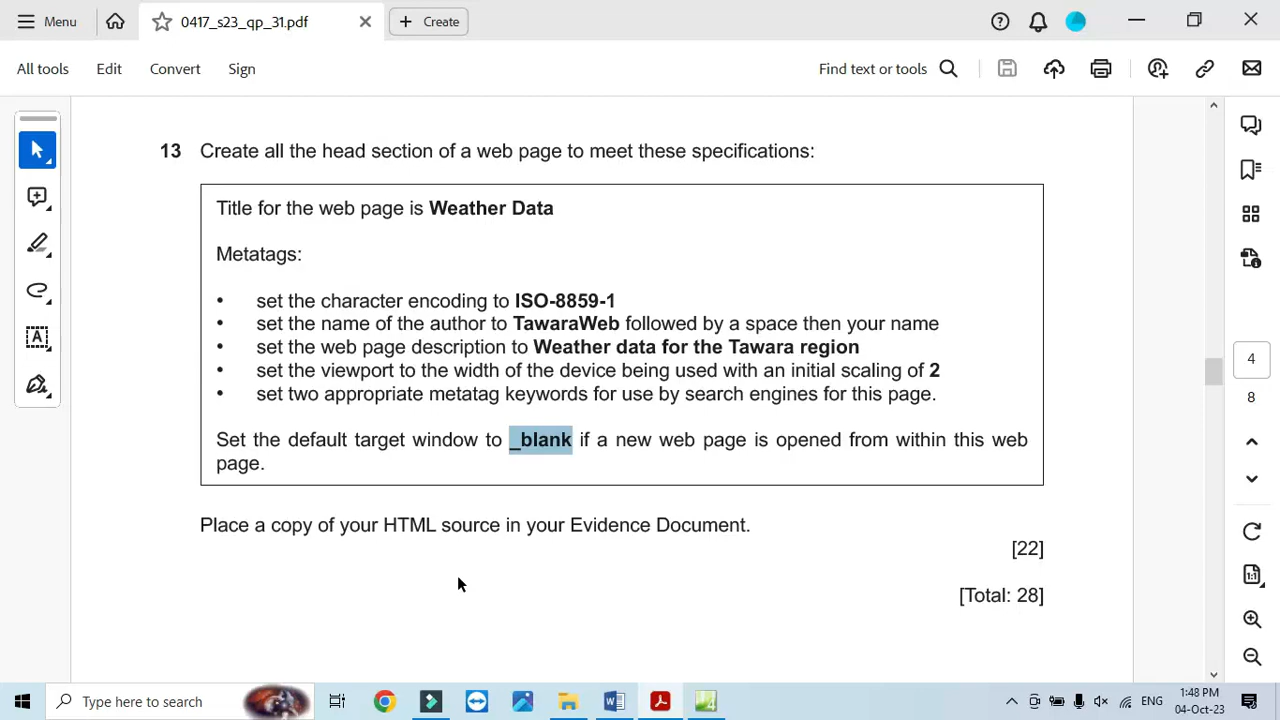 Menu
0417_s23_qp_31.pdf
Create
All tools
Edit
Convert
Sign
Find text or tools
13 Create all the head section of a web page to meet these specifications:
Title for the web page is Weather Data
Metatags:
• set the character encoding to ISO-8859-1
• set the name of the author to TawaraWeb followed by a space then your name
• set the web page description to Weather data for the Tawara region
• set the viewport to the width of the device being used with an initial scaling of 2
• set two appropriate metatag keywords for use by search engines for this page.
Set the default target window to _blank if a new web page is opened from within this web
page.
Place a copy of your HTML source in your Evidence Document.
[22]
[Total: 28]
4
8
1:1
Type here to search
ENG
1:48 PM
04-Oct-23